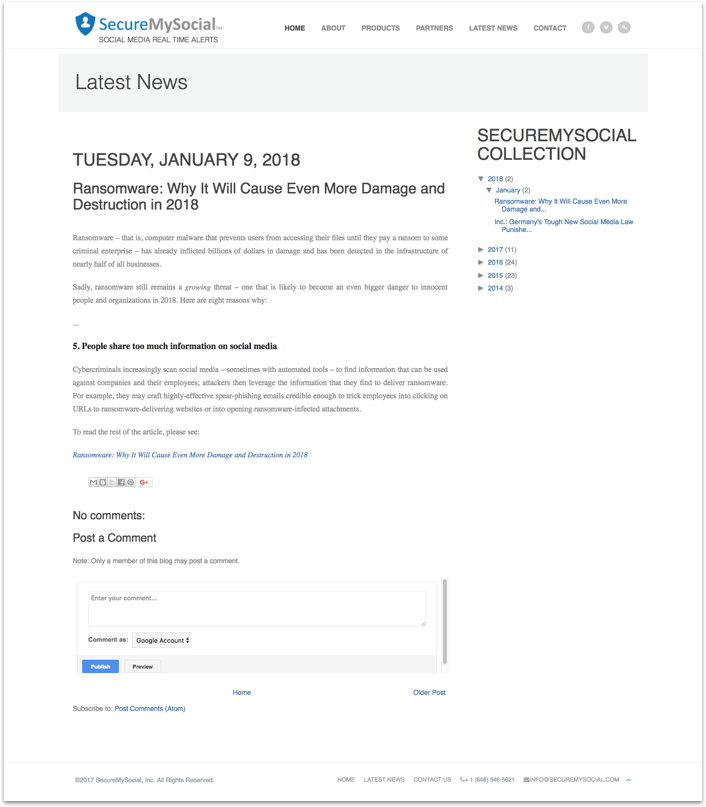 SecureMySocial™
SOCIAL MEDIA REAL TIME ALERTS
HOME ABOUT PRODUCTS PARTNERS LATEST NEWS CONTACT
Latest News
TUESDAY, JANUARY 9, 2018
Ransomware: Why It Will Cause Even More Damage and
Destruction in 2018
Ransomware – that is, computer malware that prevents users from accessing their files until they pay a ransom to some
criminal enterprise – has already inflicted billions of dollars in damage and has been detected in the infrastructure of
nearly half of all businesses.
Sadly, ransomware still remains a growing threat – one that is likely to become an even bigger danger to innocent
people and organizations in 2018. Here are eight reasons why:
...
5. People share too much information on social media
Cybercriminals increasingly scan social media – sometimes with automated tools – to find information that can be used
against companies and their employees; attackers then leverage the information that they find to deliver ransomware.
For example, they may craft highly-effective spear-phishing emails credible enough to trick employees into clicking on
URLs to ransomware-delivering websites or into opening ransomware-infected attachments.
To read the rest of the article, please see:
Ransomware: Why It Will Cause Even More Damage and Destruction in 2018
G+
No comments:
Post a Comment
Note: Only a member of this blog may post a comment.
Enter your comment...
Comment as: Google Account
Publish Preview
Home Older Post
Subscribe to: Post Comments (Atom)
SECUREMYSOCIAL
COLLECTION
▼ 2018 (2)
▼ January (2)
Ransomware: Why It Will Cause Even More
Damage and...
Inc.: Germany's Tough New Social Media Law
Punishe...
► 2017 (11)
► 2016 (24)
► 2015 (23)
► 2014 (3)
©2017 SecureMySocial, Inc. All Rights Reserved.
HOME LATEST NEWS CONTACT US + 1 (646) 546-5621 INFO@SECUREMYSOCIAL.COM